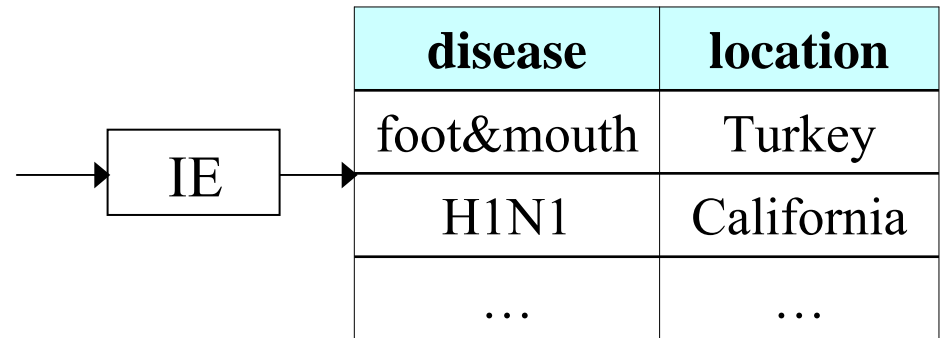 disease location
foot&mouth Turkey
IE
H1N1 California
… …